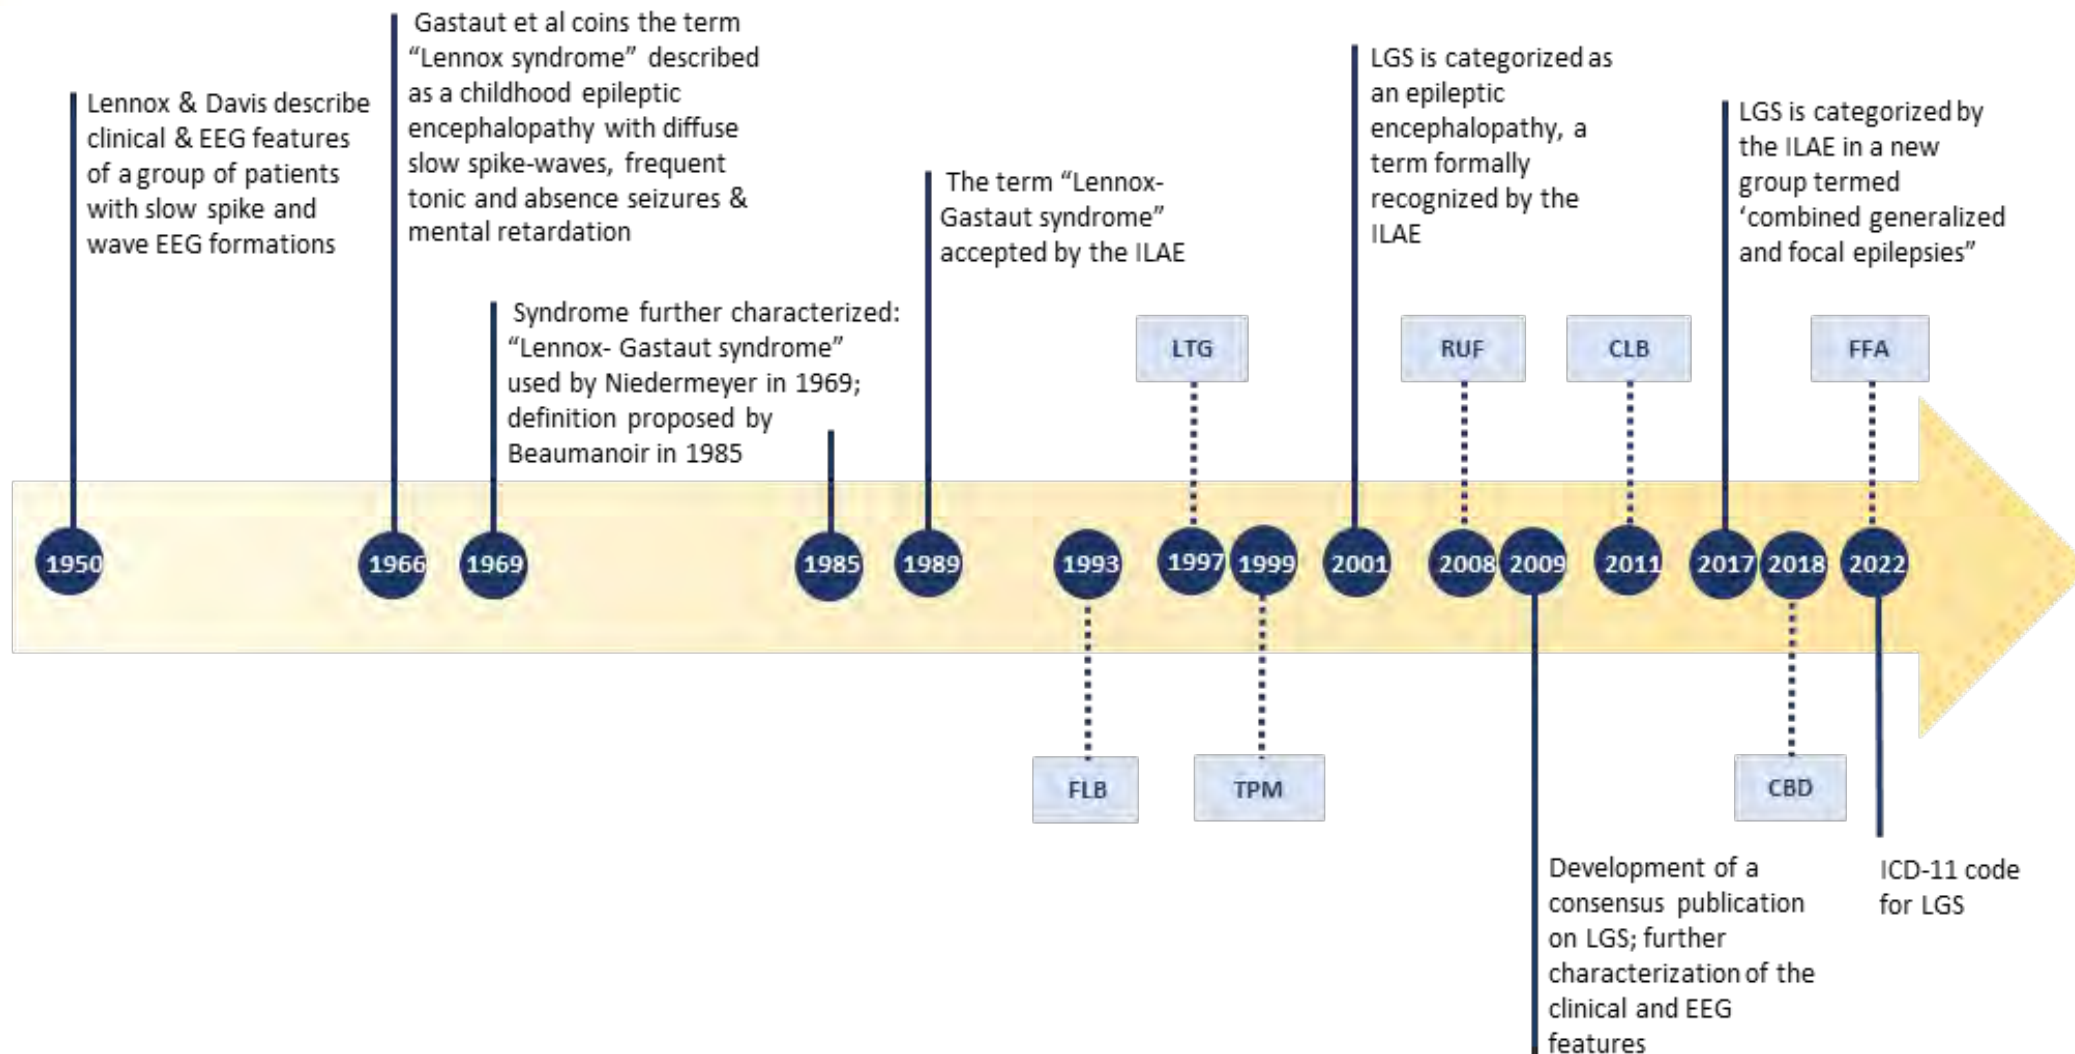 Gastaut et al coins the term
“Lennox syndrome” described
as a childhood epileptic
encephalopathy with diffuse
slow spike-waves, frequent
tonic and absence seizures &
mental retardation
Lennox & Davis describe
clinical & EEG features
of a group of patients
with slow spike and
wave EEG formations
Syndrome further characterized:
“Lennox- Gastaut syndrome”
used by Niedermeyer in 1969;
definition proposed by
Beaumanoir in 1985
The term “Lennox-
Gastaut syndrome”
accepted by the ILAE
LGS is categorized as
an epileptic
encephalopathy, a
term formally
recognized by the
ILAE
LGS is categorized by
the ILAE in a new
group termed
‘combined generalized
and focal epilepsies”
LTG
RUF
CLB
FFA
1950
1966
1969
1985
1989
1993
1997
1999
2001
2008
2009
2011
2017
2018
2022
FLB
TPM
CBD
Development of a
consensus publication
on LGS; further
characterization of the
clinical and EEG
features
ICD-11 code
for LGS